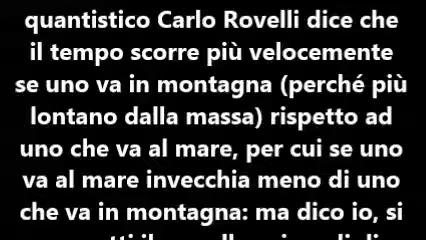 quantistico Carlo Rovelli dice che
il tempo scorre più velocemente
se uno va in montagna (perché più
lontano dalla massa) rispetto ad
uno che va al mare, per cui se uno
va al mare invecchia meno di uno
che va in montagna: ma dico io, si